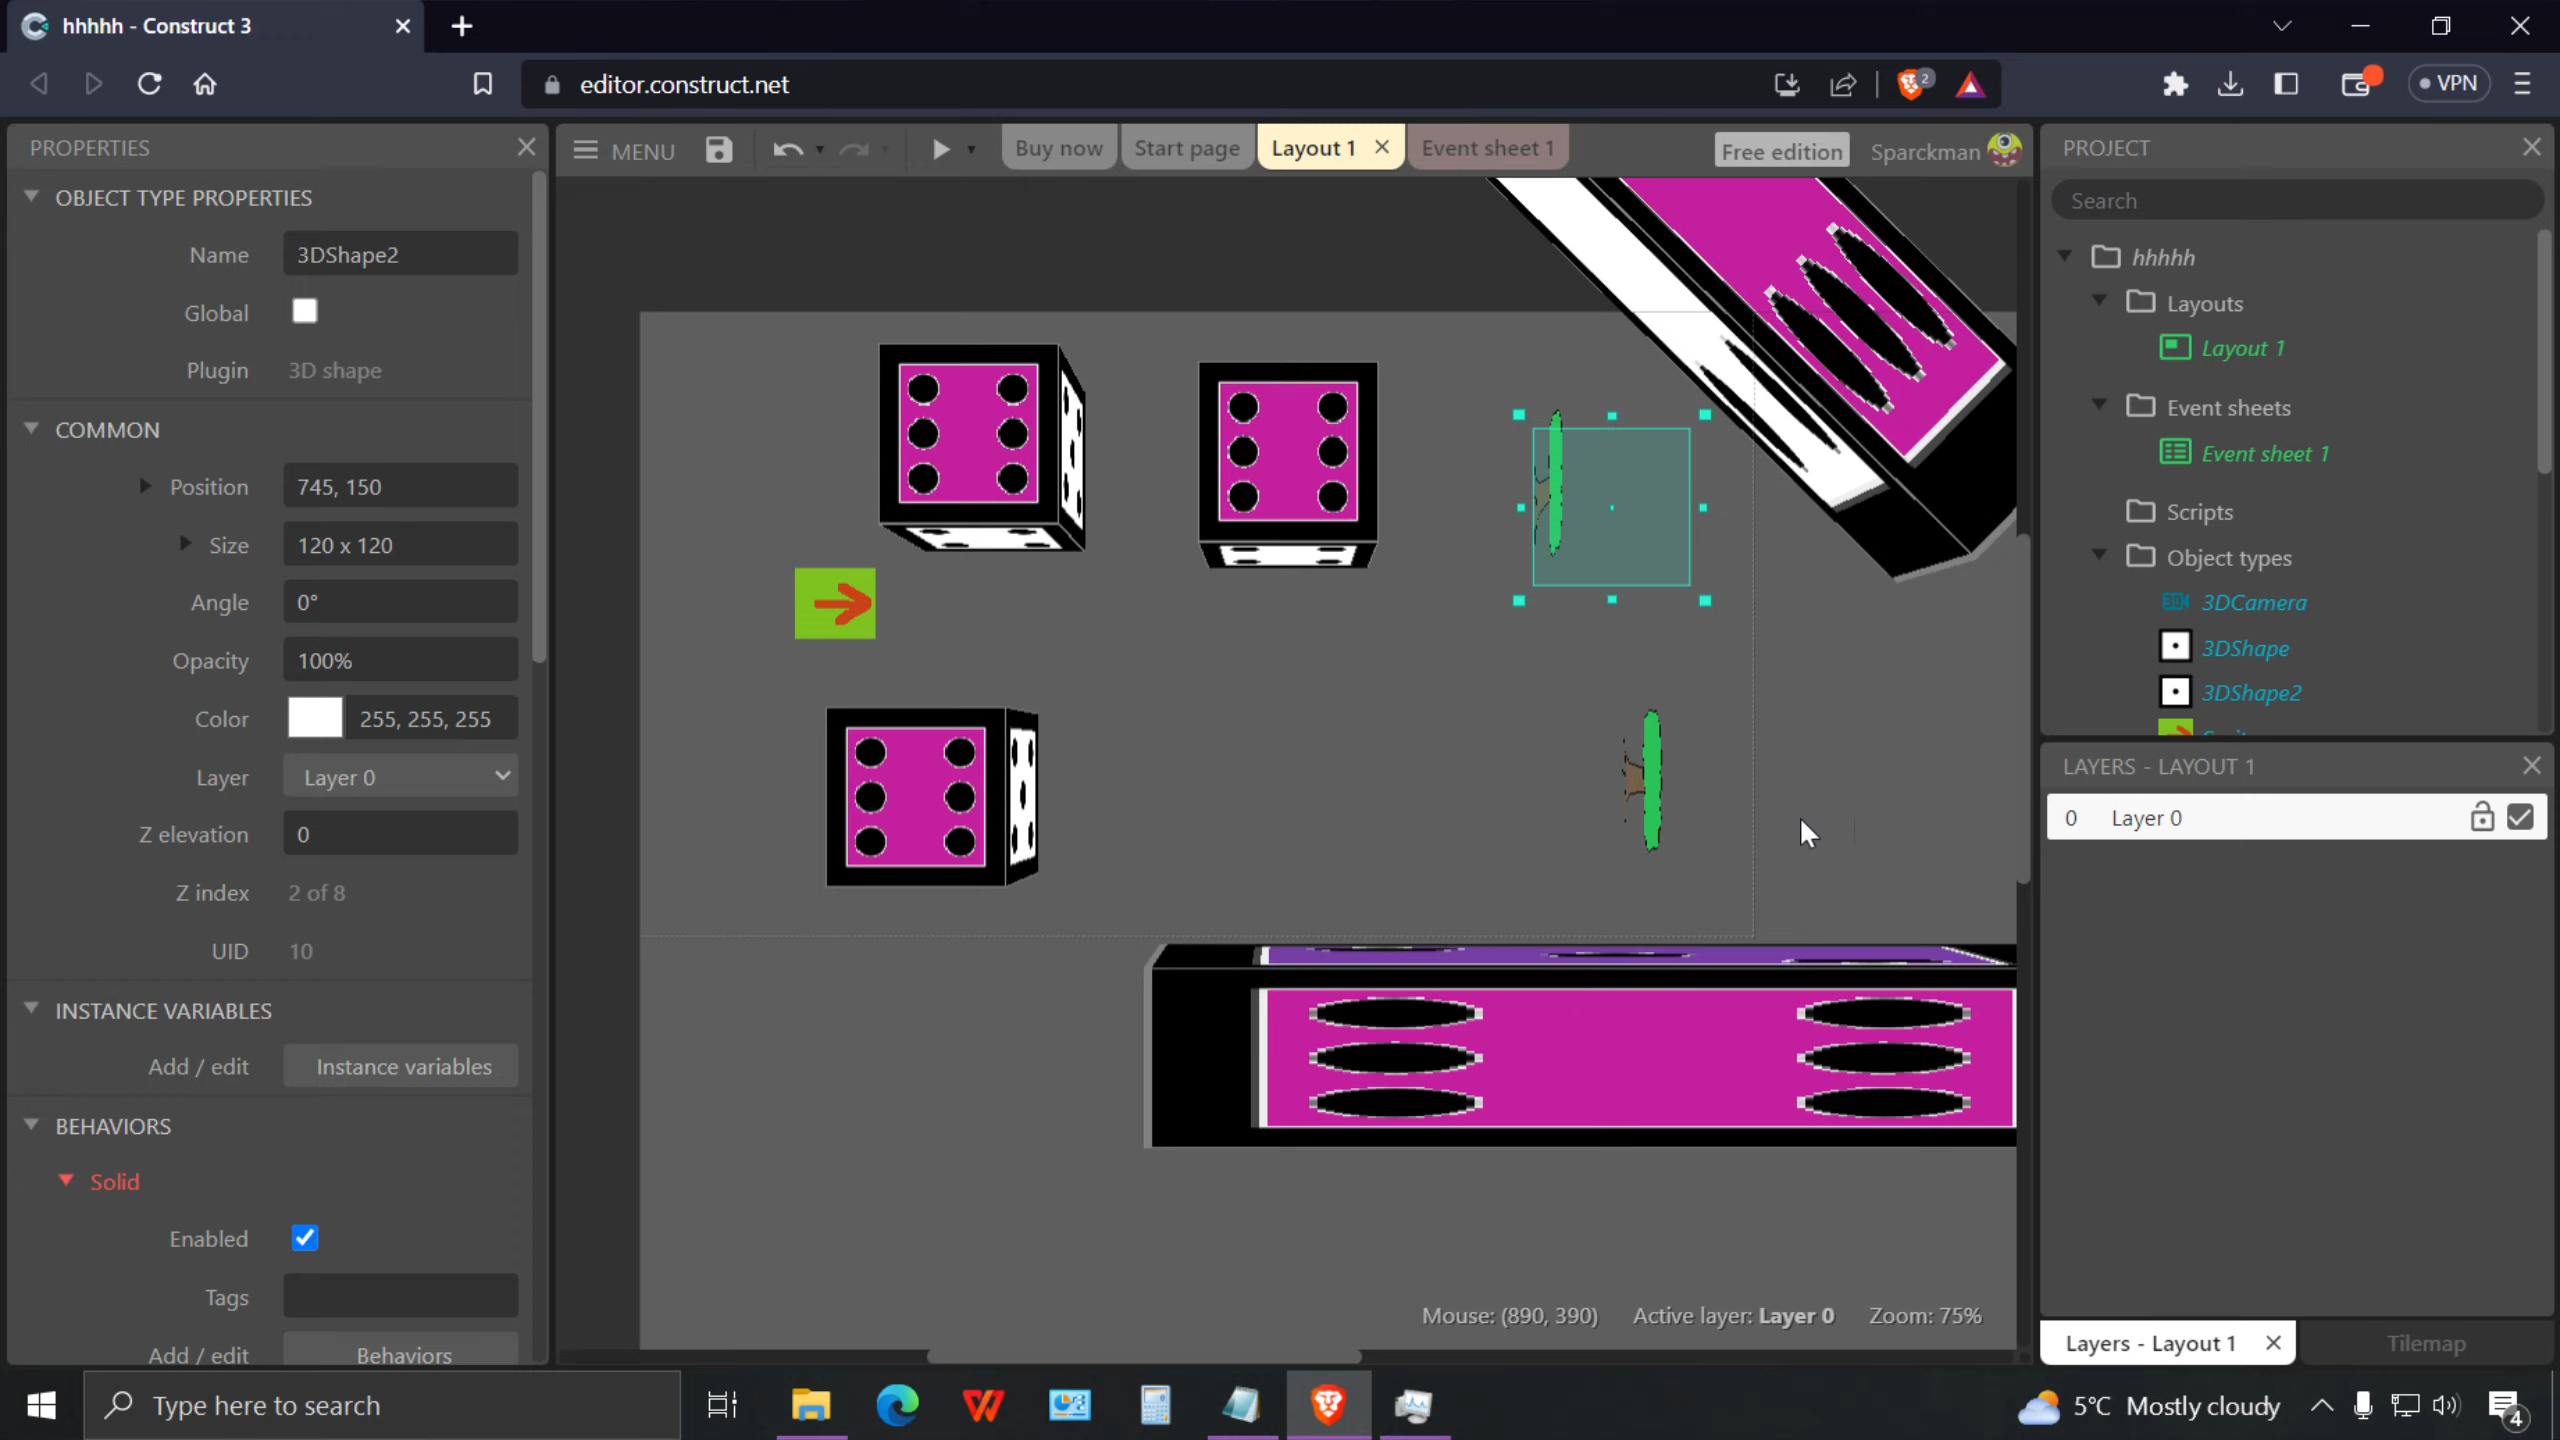 hhhhh - Construct 3
editor.construct.net
2
VPN
PROPERTIES
OBJECT TYPE PROPERTIES
Name 3DShape2
Global
Plugin 3D shape
COMMON
Position 745, 150
Size 120 x 120
Angle 0°
Opacity 100%
Color 255, 255, 255
Layer Layer 0
Z elevation 0
Z index 2 of 8
UID 10
INSTANCE VARIABLES
Add / edit Instance variables
BEHAVIORS
Solid
Enabled
Tags
Add / edit Behaviors
MENU
Buy now
Start page
Layout 1
Event sheet 1
Free edition
Sparckman
Mouse: (890, 390) Active layer: Layer 0 Zoom: 75%
PROJECT
Search
hhhhh
Layouts
Layout 1
Event sheets
Event sheet 1
Scripts
Object types
3D 3DCamera
3DShape
3DShape2
LAYERS - LAYOUT 1
0 Layer 0
Layers - Layout 1
Tilemap
Type here to search
5°C Mostly cloudy
4